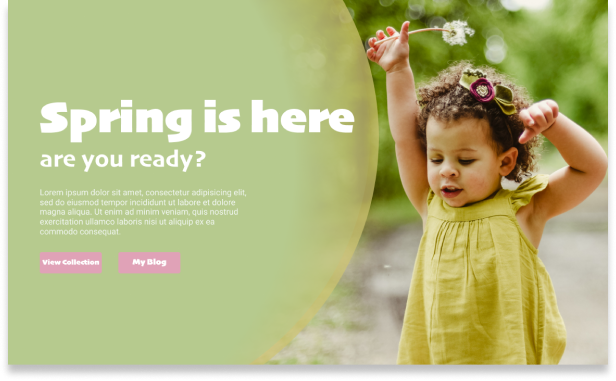 Spring is here
are you ready?
Lorem ipsum dolor sit amet, consectetur adipisicing elit,
sed do eiusmod tempor incididunt ut labore et dolore
magna aliqua. Ut enim ad minim veniam, quis nostrud
exercitation ullamco laboris nisi ut aliquip ex ea
commodo consequat.
View Collection
My Blog